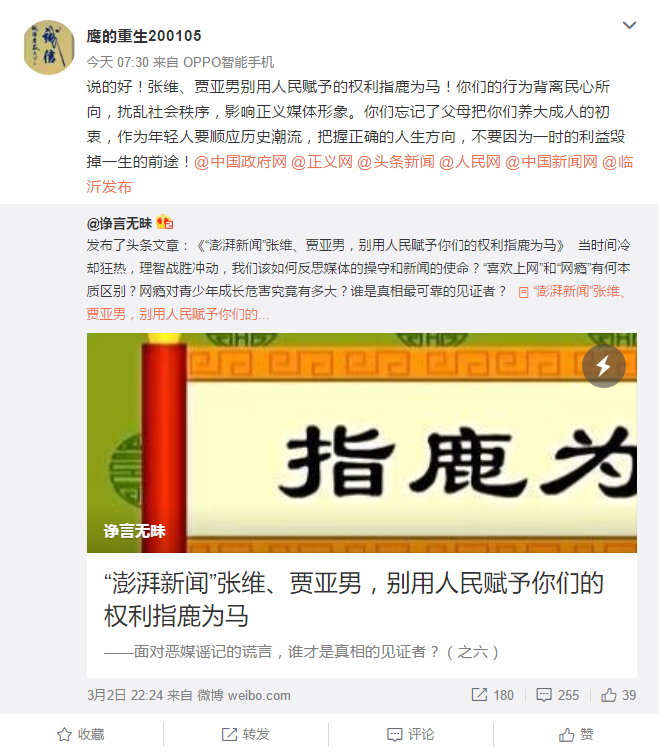 诚信
鹰的重生200105
今天 07:30 来自 OPPO智能手机
说的好！张维、贾亚男别用人民赋予的权利指鹿为马！你们的行为背离民心所
向，扰乱社会秩序，影响正义媒体形象。你们忘记了父母把你们养大成人的初
衷，作为年轻人要顺应历史潮流，把握正确的人生方向，不要因为一时的利益毁
掉一生的前途！@中国政府网 @正义网 @头条新闻 @人民网 @中国新闻网 @临
沂发布
@诤言无昧
发布了头条文章：《“澎湃新闻”张维、贾亚男，别用人民赋予你们的权利指鹿为马》 当时间冷
却狂热，理智战胜冲动，我们该如何反思媒体的操守和新闻的使命？“喜欢上网”和“网瘾”有何本
质区别？网瘾对青少年成长危害究竟有多大？谁是真相最可靠的见证者？ “澎湃新闻”张维、
贾亚男，别用人民赋予你们的...
指鹿为
诤言无昧
“澎湃新闻”张维、贾亚男，别用人民赋予你们的
权利指鹿为马
——面对恶媒谣记的谎言，谁才是真相的见证者？（之六）
3月2日 22:24 来自 微博 weibo.com 180 255 39
收藏 转发 评论 赞